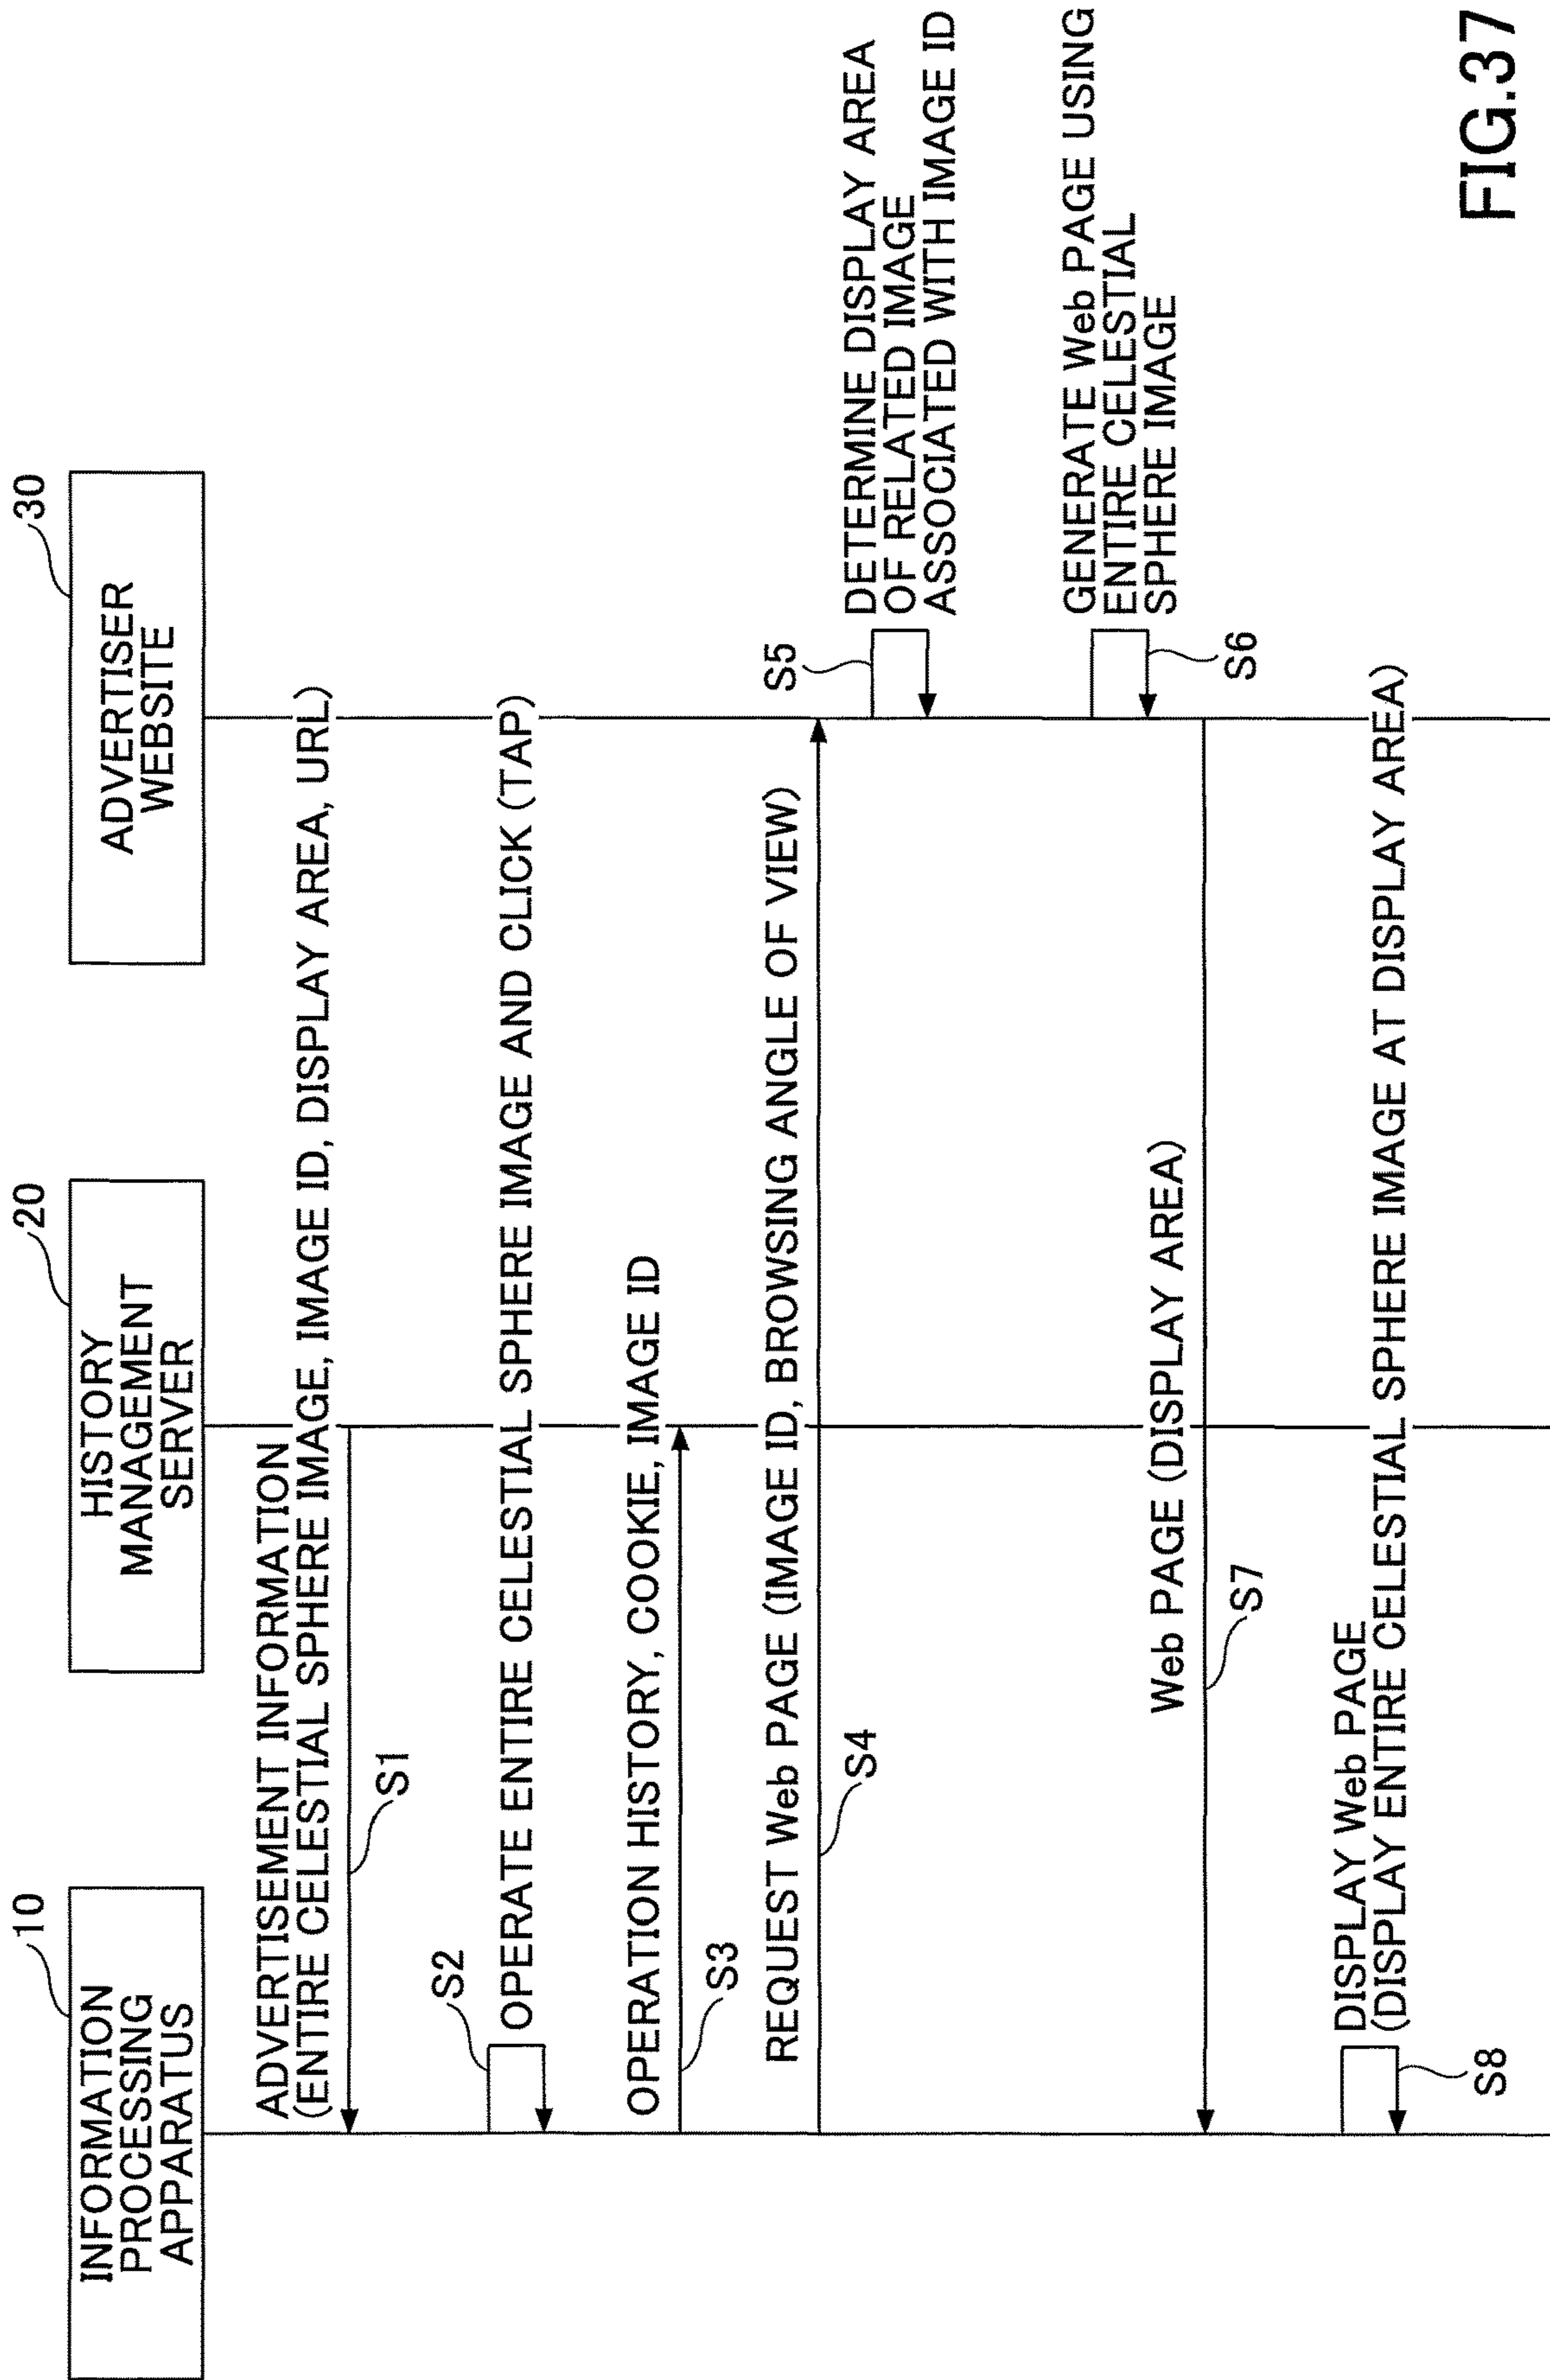 10
INFORMATION
PROCESSING
APPARATUS
20
HISTORY
MANAGEMENT
SERVER
30
ADVERTISER
WEBSITE
ADVERTISEMENT INFORMATION
(ENTIRE CELESTIAL SPHERE IMAGE, IMAGE ID, DISPLAY AREA, URL)
S1
S2
OPERATE ENTIRE CELESTIAL SPHERE IMAGE AND CLICK (TAP)
OPERATION HISTORY, COOKIE, IMAGE ID
S3
REQUEST Web PAGE (IMAGE ID, BROWSING ANGLE OF VIEW)
S4
S5
DETERMINE DISPLAY AREA
OF RELATED IMAGE
ASSOCIATED WITH IMAGE ID
GENERATE Web PAGE USING
ENTIRE CELESTIAL
SPHERE IMAGE
S6
Web PAGE (DISPLAY AREA)
S7
DISPLAY Web PAGE
(DISPLAY ENTIRE CELESTIAL SPHERE IMAGE AT DISPLAY AREA)
S8
FIG.37